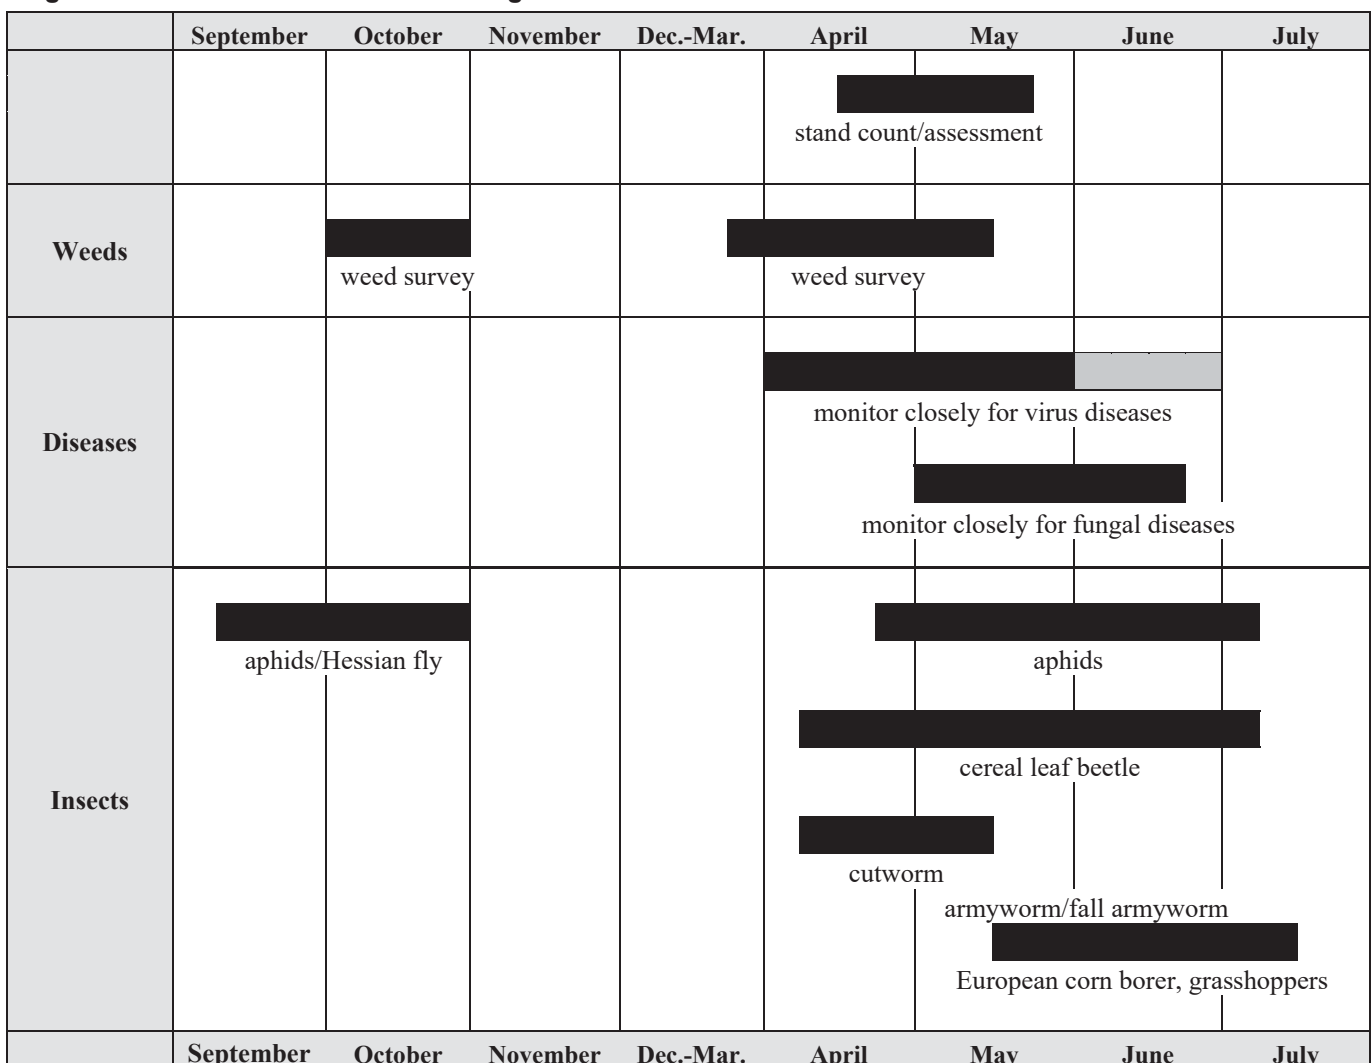 September October November Dec.-Mar. April May June July
stand count/assessment
Weeds
weed survey weed survey
Diseases
monitor closely for virus diseases
monitor closely for fungal diseases
Insects
aphids/Hessian fly aphids
cereal leaf beetle
cutworm
armyworm/fall armyworm
European corn borer, grasshoppers
September October November Dec.-Mar. April May June July